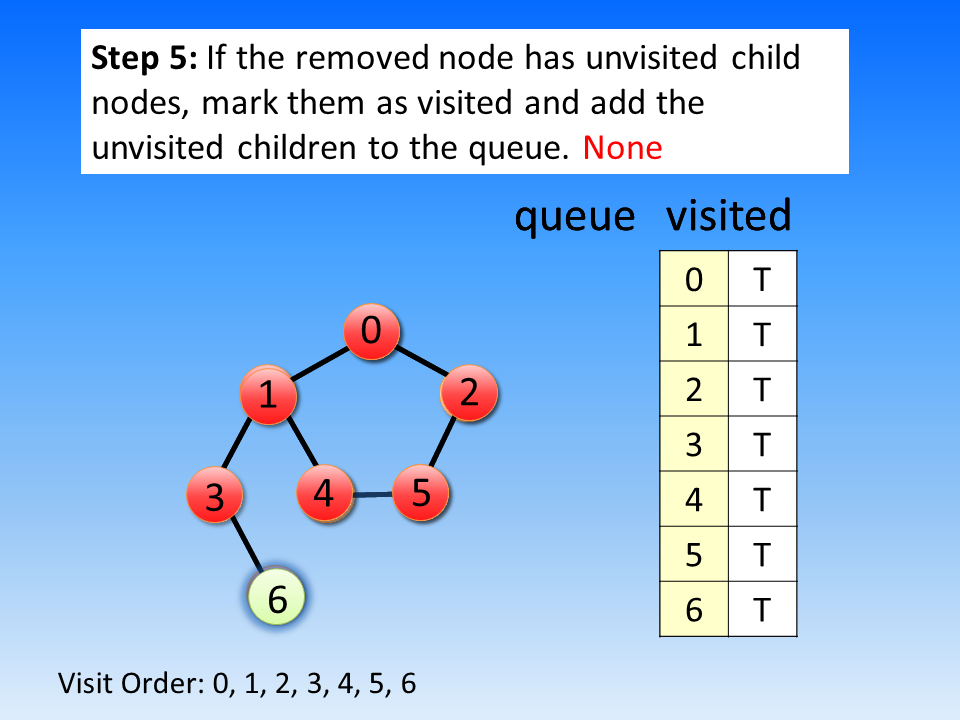 Step 5: If the removed node has unvisited child
nodes, mark them as visited and add the
unvisited children to the queue. None
queue visited
0 T
1 T
2 T
3 T
4 T
5 T
6 T
0
1 2
3 4 5
6
Visit Order: 0, 1, 2, 3, 4, 5, 6